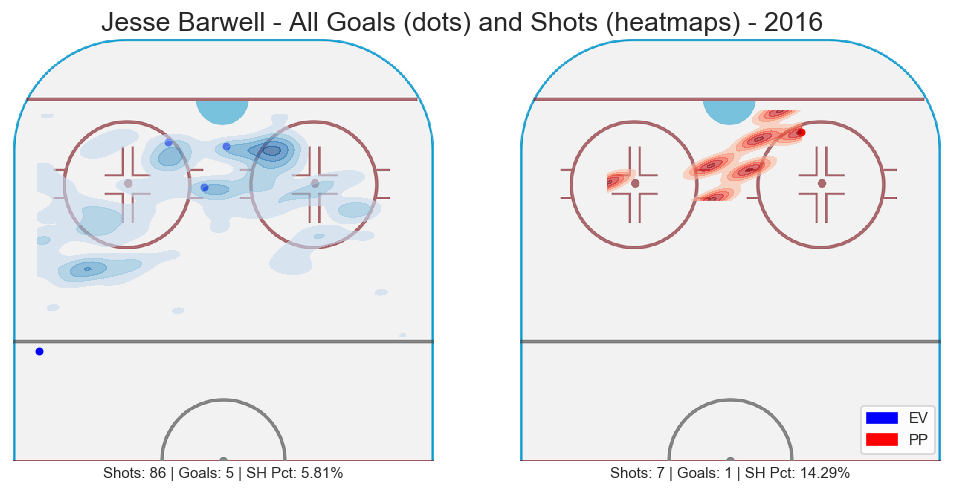 Jesse Barwell - All Goals (dots) and Shots (heatmaps) - 2016
EV
PP
Shots: 86 | Goals: 5 | SH Pct: 5.81%
Shots: 7 | Goals: 1 | SH Pct: 14.29%